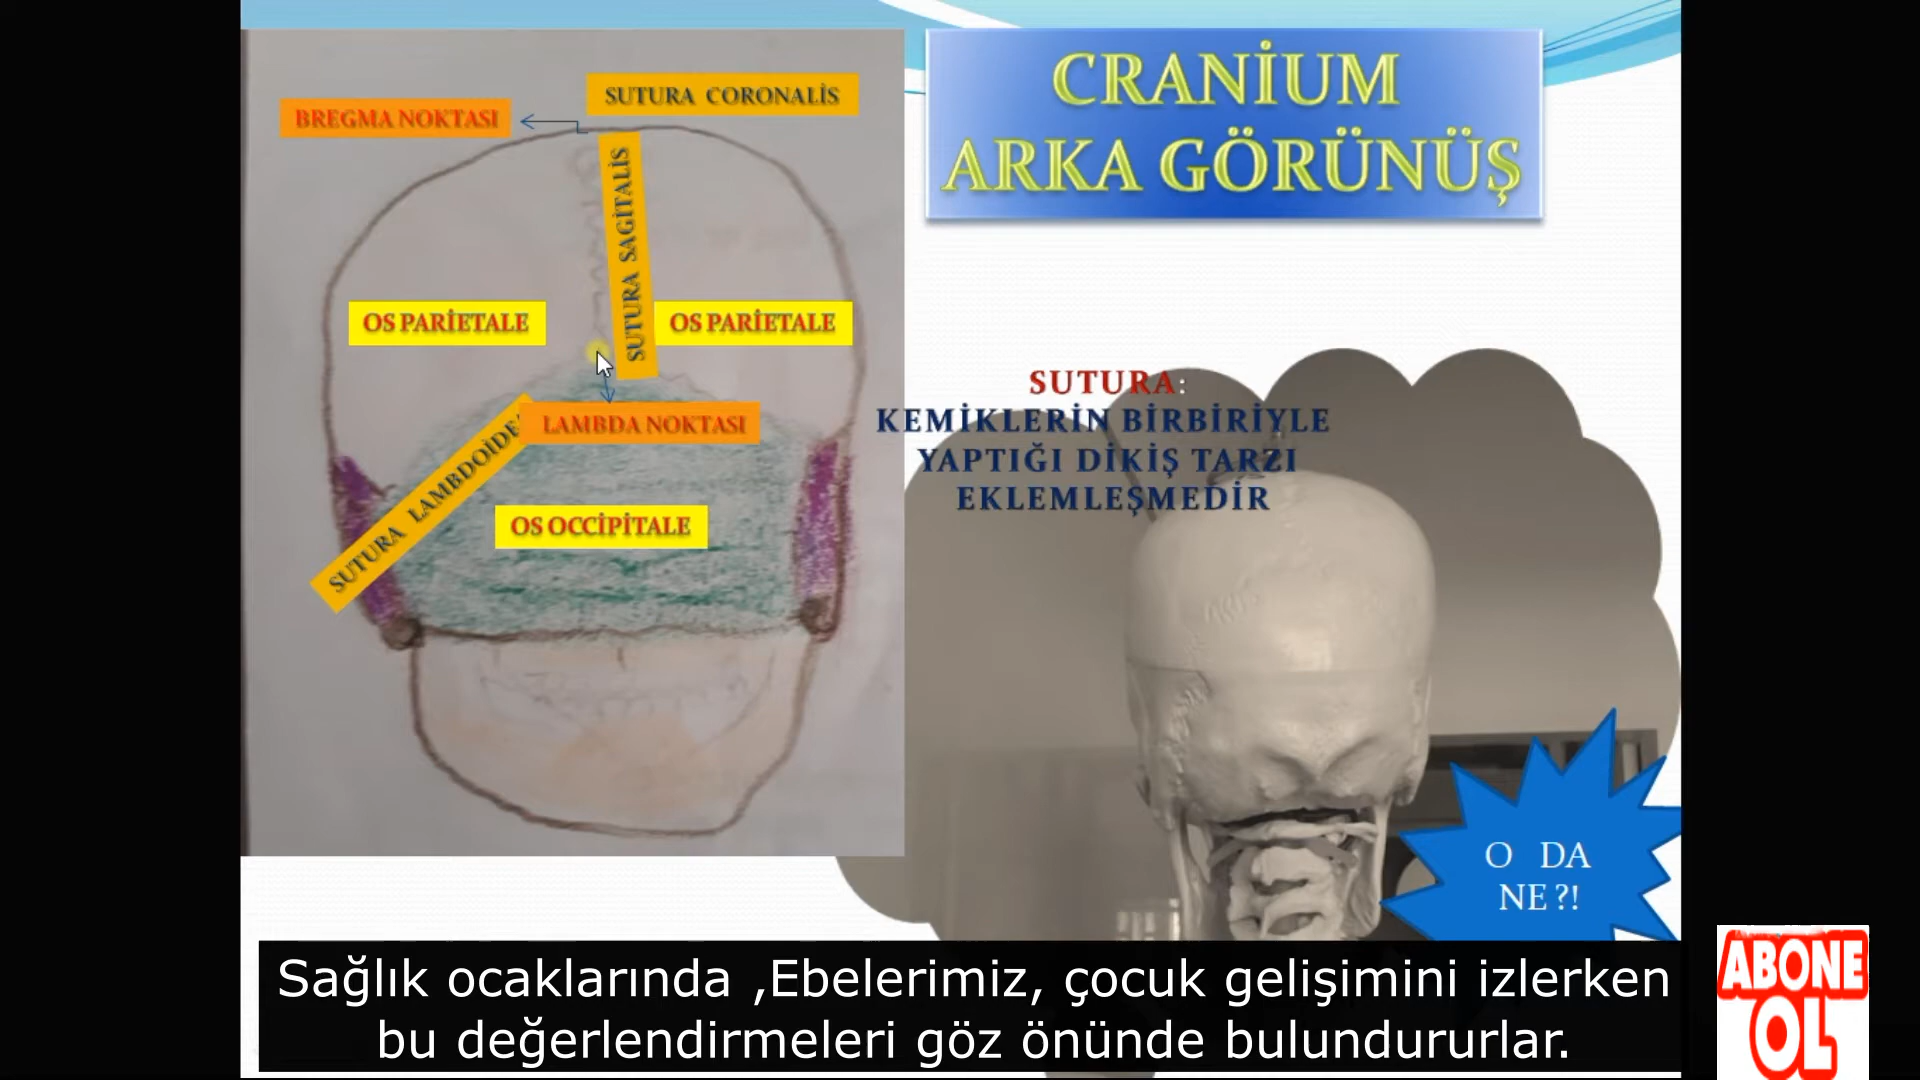 CRANİUM
ARKA GÖRÜNÜŞ
SUTURA CORONALİS
BREGMA NOKTASI
SUTURA SAGİTALİS
OS PARİETALE
OS PARİETALE
LAMBDA NOKTASI
SUTURA
OS OCCİPİTALE
SUTURA:
KEMİKLERİN BİRBİRİYLE
YAPTIĞI DİKİŞ TARZI
EKLEMLEŞMEDİR
O DA
NE ?!
Sağlık ocaklarında ,Ebelerimiz, çocuk gelişimini izlerken
bu değerlendirmeleri göz önünde bulundururlar.
ABONE
OL